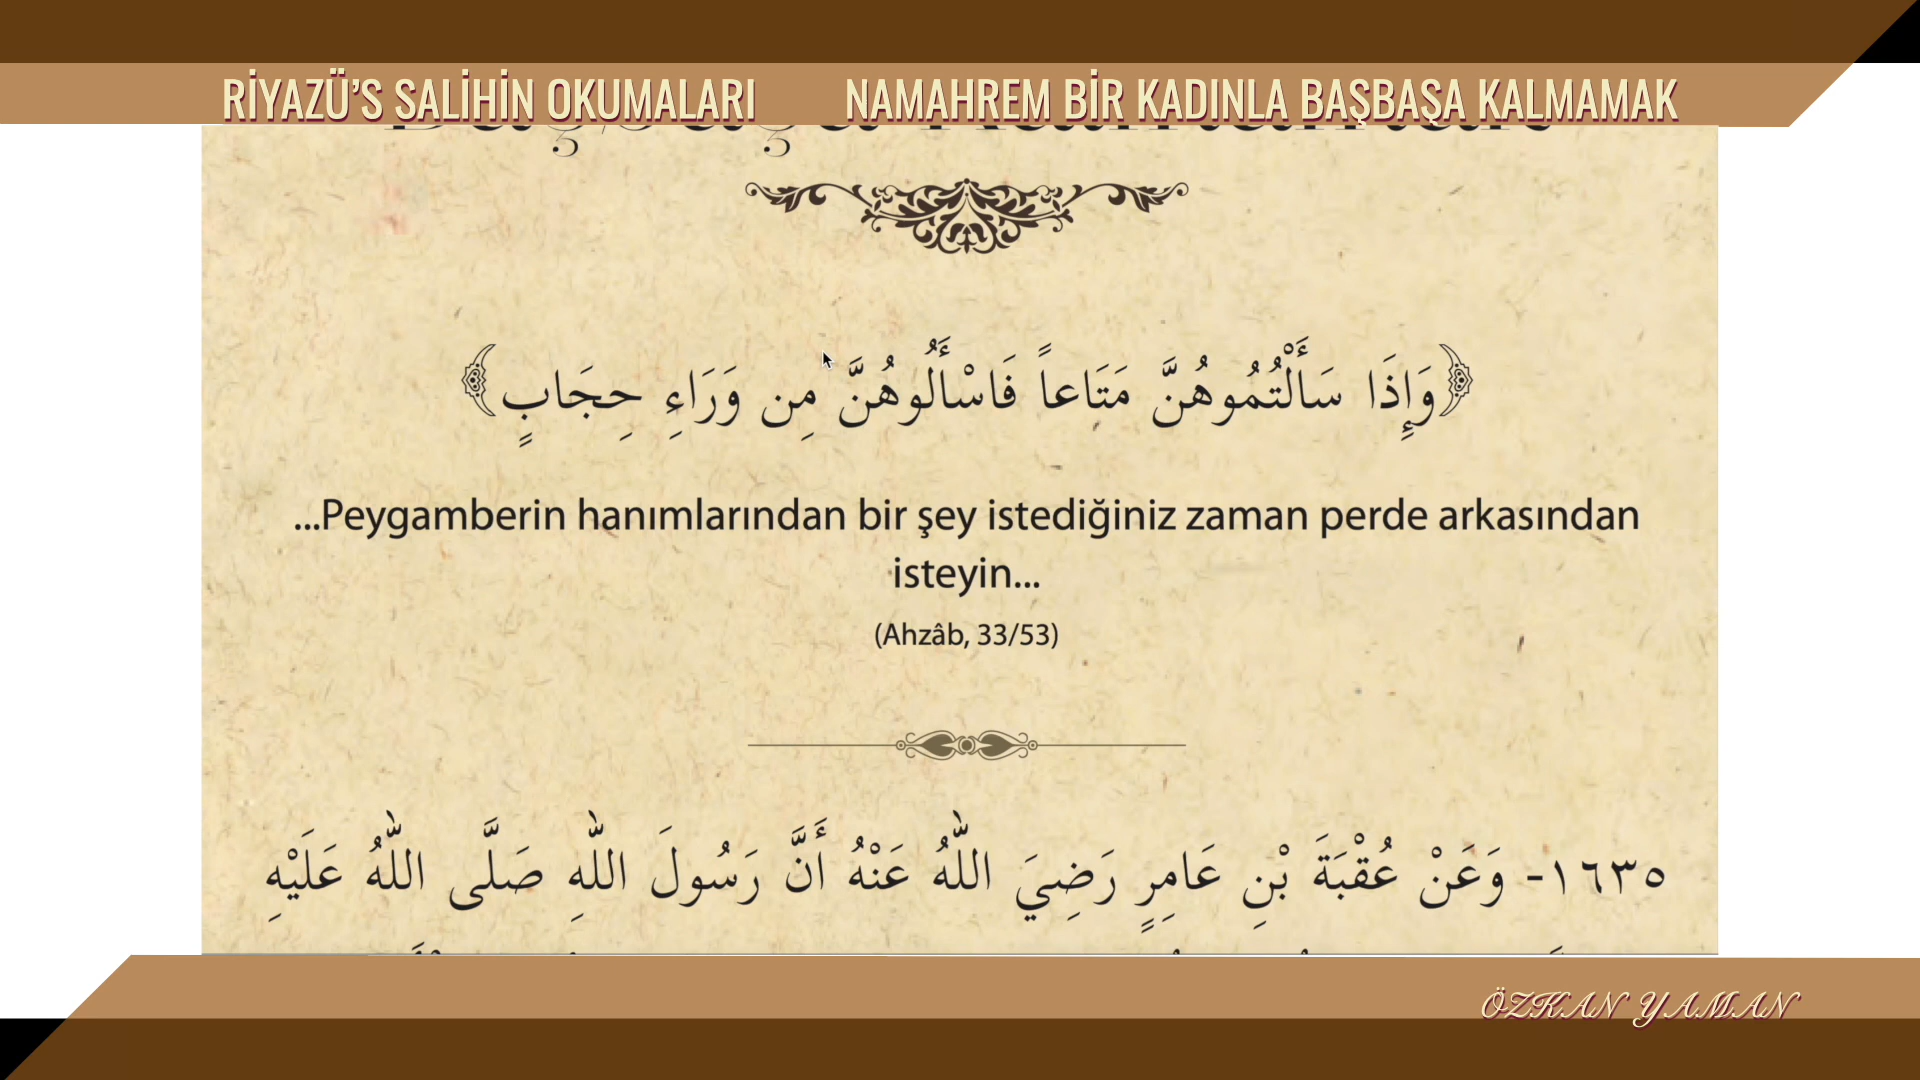 RİYAZÜ’S SALİHİN OKUMALARI
NAMAHREM BİR KADINLA BAŞBAŞA KALMAMAK
﴿وَإِذَا سَأَلْتُمُوهُنَّ مَتَاعاً فَاسْأَلُوهُنَّ مِن وَرَاءِ حِجَابٍ﴾
...Peygamberin hanımlarından bir şey istediğiniz zaman perde arkasından
isteyin...
(Ahzâb, 33/53)
١٦٣٥- وَعَنْ عُقْبَةَ بْنِ عَامِرٍ رَضِيَ اللّٰهُ عَنْهُ أَنَّ رَسُولَ اللّٰهِ صَلَّى اللّٰهُ عَلَيْهِ
ÖZKAN YAMAN